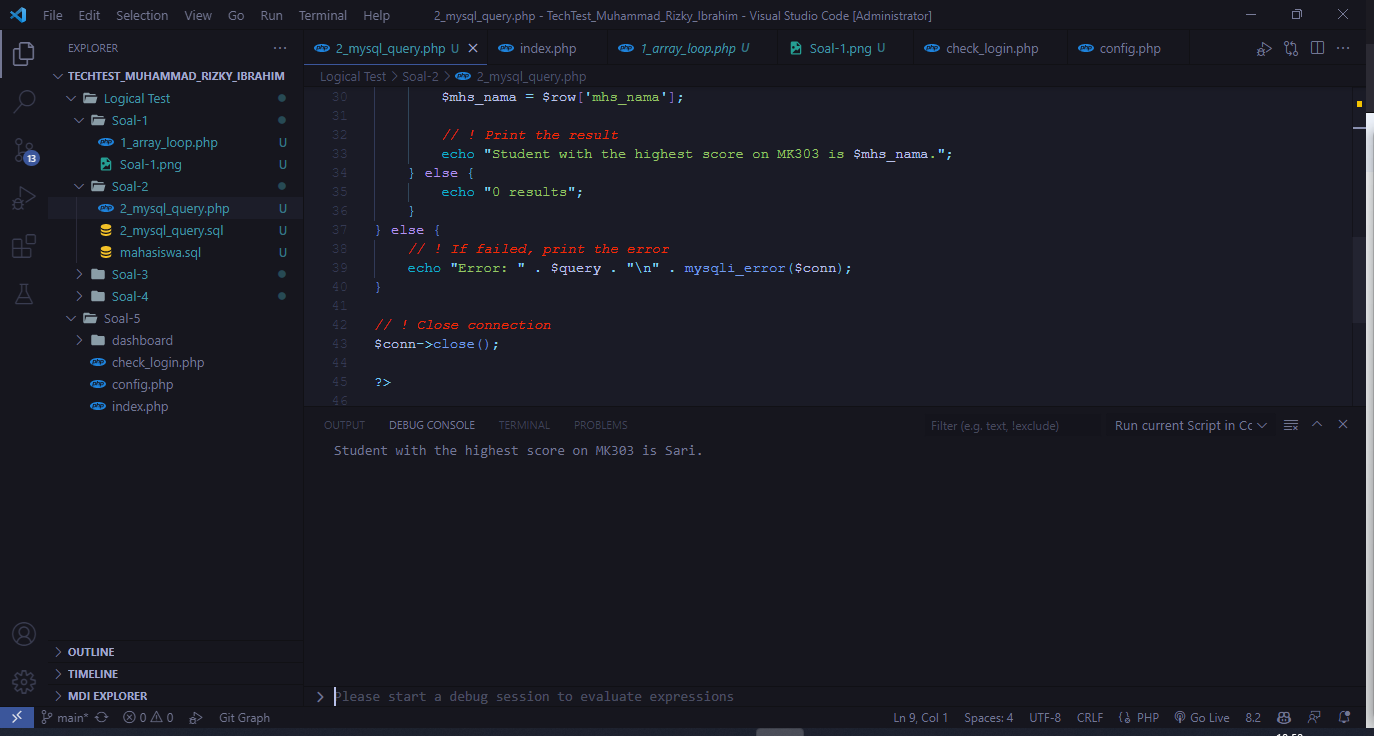 File Edit Selection View Go Run Terminal Help 2_mysql_query.php - TechTest_Muhammad_Rizky_Ibrahim - Visual Studio Code [Administrator]
EXPLORER
TECHTEST_MUHAMMAD_RIZKY_IBRAHIM
Logical Test
Soal-1
1_array_loop.php U
Soal-1.png U
Soal-2
2_mysql_query.php U
2_mysql_query.sql U
mahasiswa.sql U
Soal-3
Soal-4
Soal-5
dashboard
check_login.php
config.php
index.php
OUTLINE
TIMELINE
MDI EXPLORER
13
2_mysql_query.php U index.php 1_array_loop.php U Soal-1.png U check_login.php config.php
Logical Test > Soal-2 > 2_mysql_query.php
30 $mhs_nama = $row['mhs_nama'];
31
32 // ! Print the result
33 echo "Student with the highest score on MK303 is $mhs_nama.";
34 } else {
35 echo "0 results";
36 }
37 } else {
38 // ! If failed, print the error
39 echo "Error: " . $query . "\n" . mysqli_error($conn);
40 }
41
42 // ! Close connection
43 $conn->close();
44
45 ?>
46
OUTPUT DEBUG CONSOLE TERMINAL PROBLEMS Filter (e.g. text, !exclude) Run current Script in Cc
Student with the highest score on MK303 is Sari.
Please start a debug session to evaluate expressions
main* 0 0 Git Graph Ln 9, Col 1 Spaces: 4 UTF-8 CRLF PHP Go Live 8.2